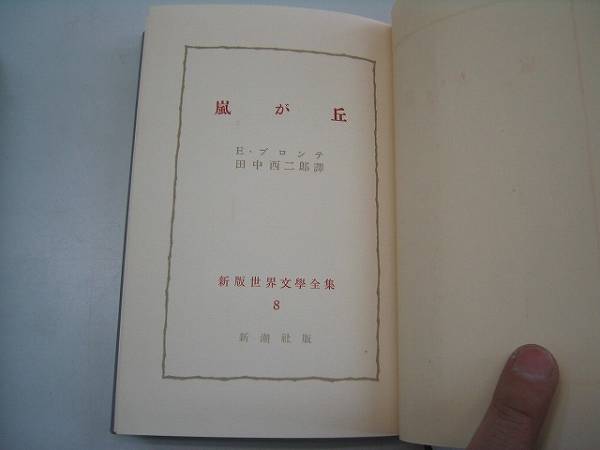 嵐が丘
E・ブロンテ
田中西二郎譯
新版世界文學全集
8
新潮社版